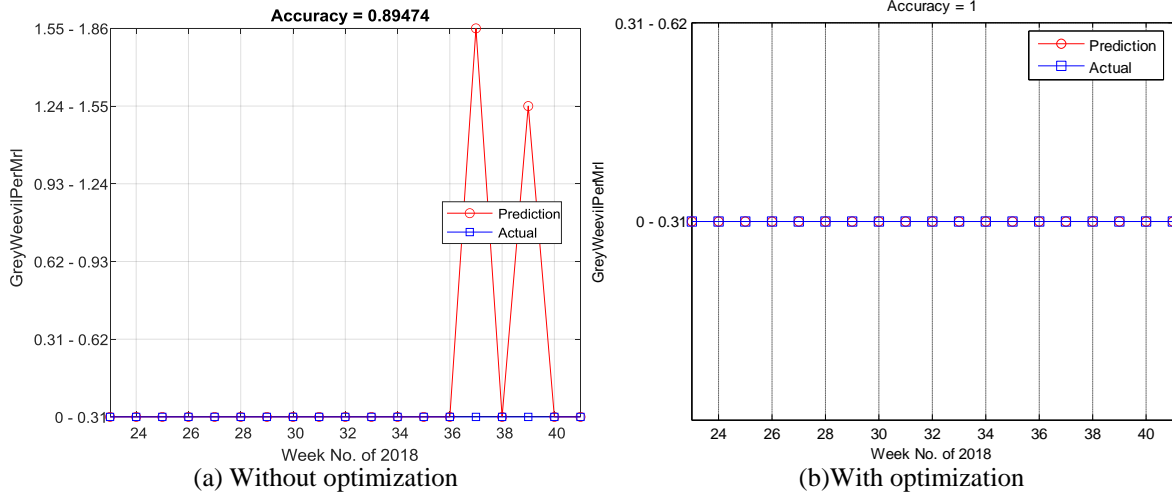 Accuracy = 0.89474
1.55 - 1.86
1.24 - 1.55
0.93 - 1.24
0.62 - 0.93
0.31 - 0.62
0 - 0.31
GreyWeevilPerMrl
Prediction
Actual
24 26 28 30 32 34 36 38 40
Week No. of 2018
(a) Without optimization
Accuracy = 1
0.31 - 0.62
0 - 0.31
GreyWeevilPerMrl
Prediction
Actual
24 26 28 30 32 34 36 38 40
Week No. of 2018
(b)With optimization